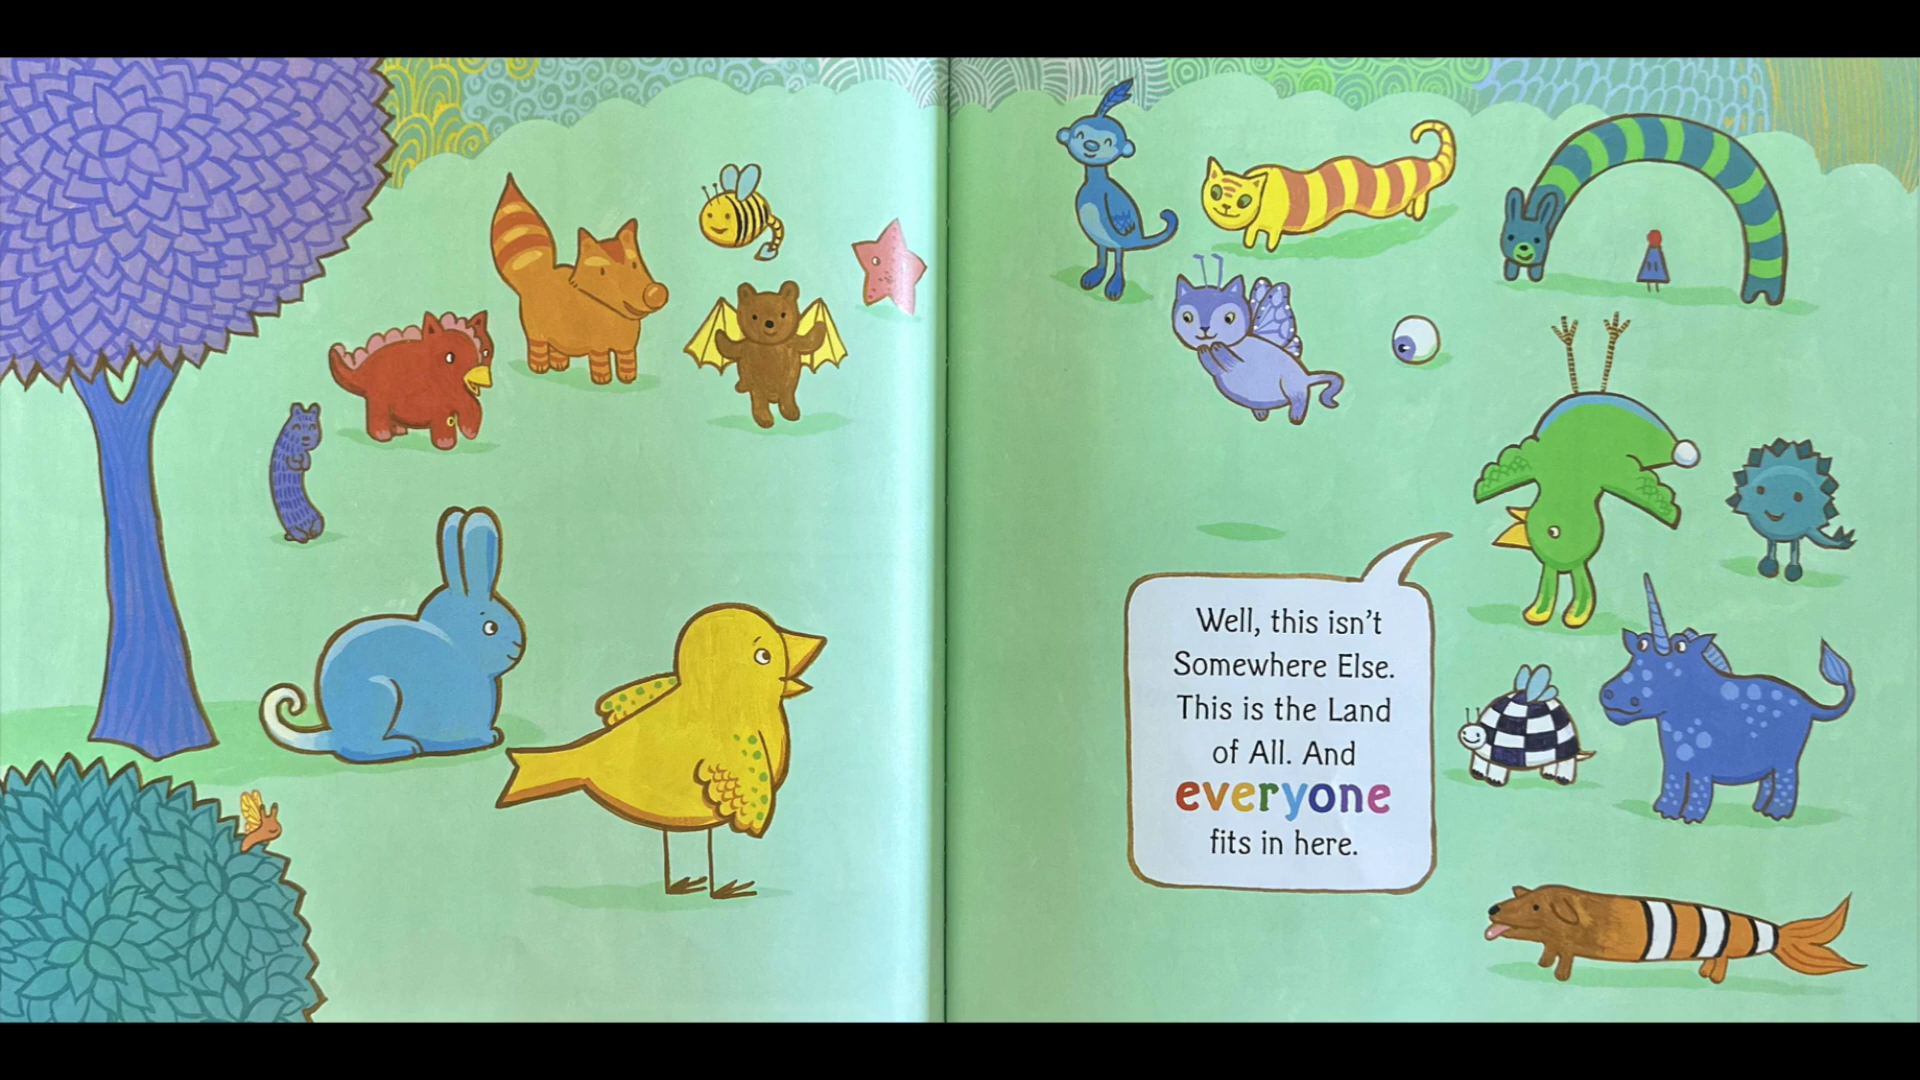 Well, this isn't
Somewhere Else.
This is the Land
of All. And
everyone
fits in here.